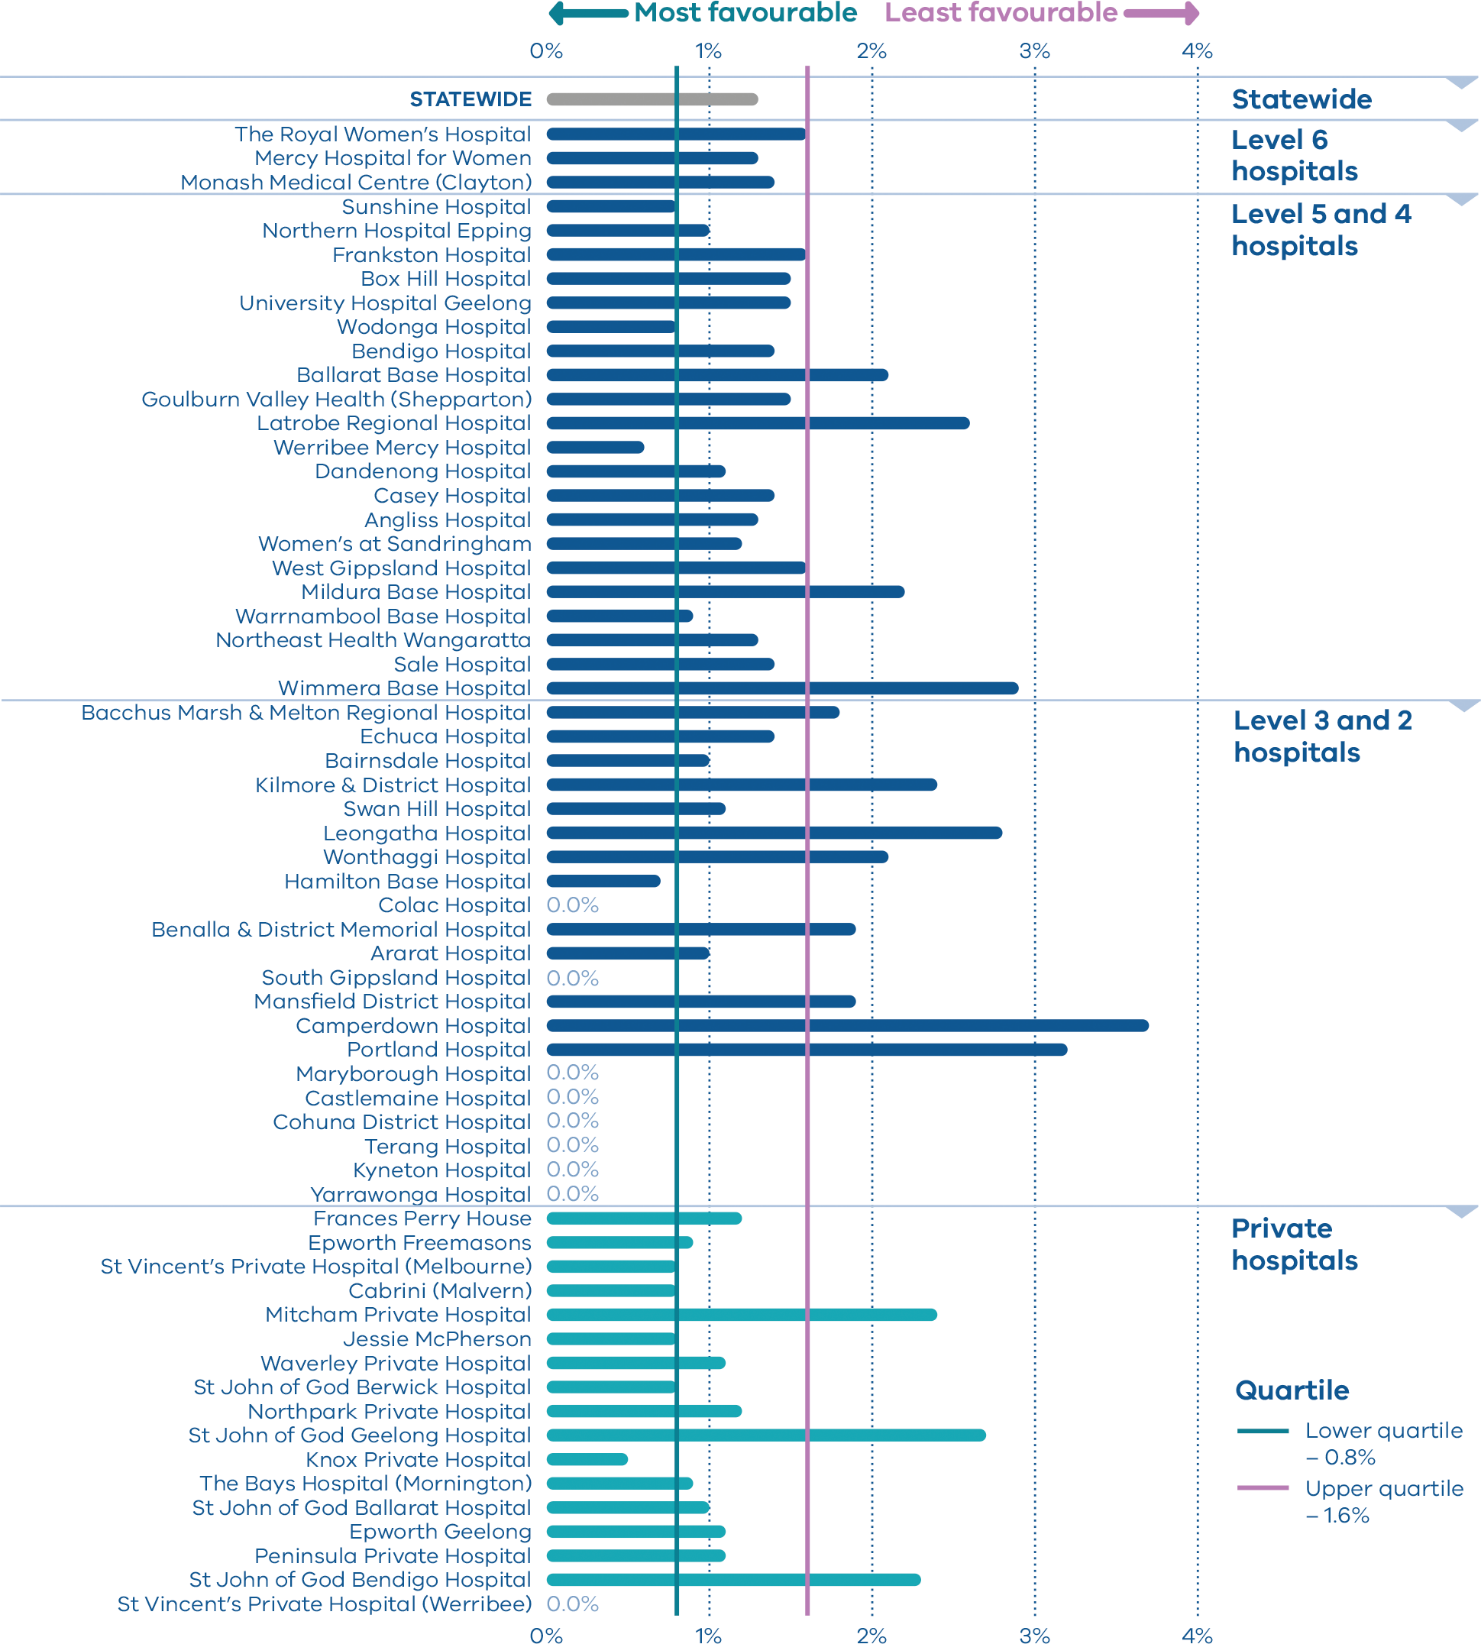 Most favourable Least favourable
0% 1% 2% 3% 4%
STATEWIDE
Statewide
The Royal Women’s Hospital
Mercy Hospital for Women
Monash Medical Centre (Clayton)
Level 6
hospitals
Sunshine Hospital
Northern Hospital Epping
Frankston Hospital
Box Hill Hospital
University Hospital Geelong
Wodonga Hospital
Bendigo Hospital
Ballarat Base Hospital
Goulburn Valley Health (Shepparton)
Latrobe Regional Hospital
Werribee Mercy Hospital
Dandenong Hospital
Casey Hospital
Angliss Hospital
Women’s at Sandringham
West Gippsland Hospital
Mildura Base Hospital
Warrnambool Base Hospital
Northeast Health Wangaratta
Sale Hospital
Wimmera Base Hospital
Level 5 and 4
hospitals
Bacchus Marsh & Melton Regional Hospital
Echuca Hospital
Bairnsdale Hospital
Kilmore & District Hospital
Swan Hill Hospital
Leongatha Hospital
Wonthaggi Hospital
Hamilton Base Hospital
Colac Hospital 0.0%
Benalla & District Memorial Hospital
Ararat Hospital
South Gippsland Hospital 0.0%
Mansfield District Hospital
Camperdown Hospital
Portland Hospital
Maryborough Hospital 0.0%
Castlemaine Hospital 0.0%
Cohuna District Hospital 0.0%
Terang Hospital 0.0%
Kyneton Hospital 0.0%
Yarrawonga Hospital 0.0%
Level 3 and 2
hospitals
Frances Perry House
Epworth Freemasons
St Vincent’s Private Hospital (Melbourne)
Cabrini (Malvern)
Mitcham Private Hospital
Jessie McPherson
Waverley Private Hospital
St John of God Berwick Hospital
Northpark Private Hospital
St John of God Geelong Hospital
Knox Private Hospital
The Bays Hospital (Mornington)
St John of God Ballarat Hospital
Epworth Geelong
Peninsula Private Hospital
St John of God Bendigo Hospital
St Vincent’s Private Hospital (Werribee) 0.0%
Private
hospitals
Quartile
Lower quartile
– 0.8%
Upper quartile
– 1.6%
0% 1% 2% 3% 4%